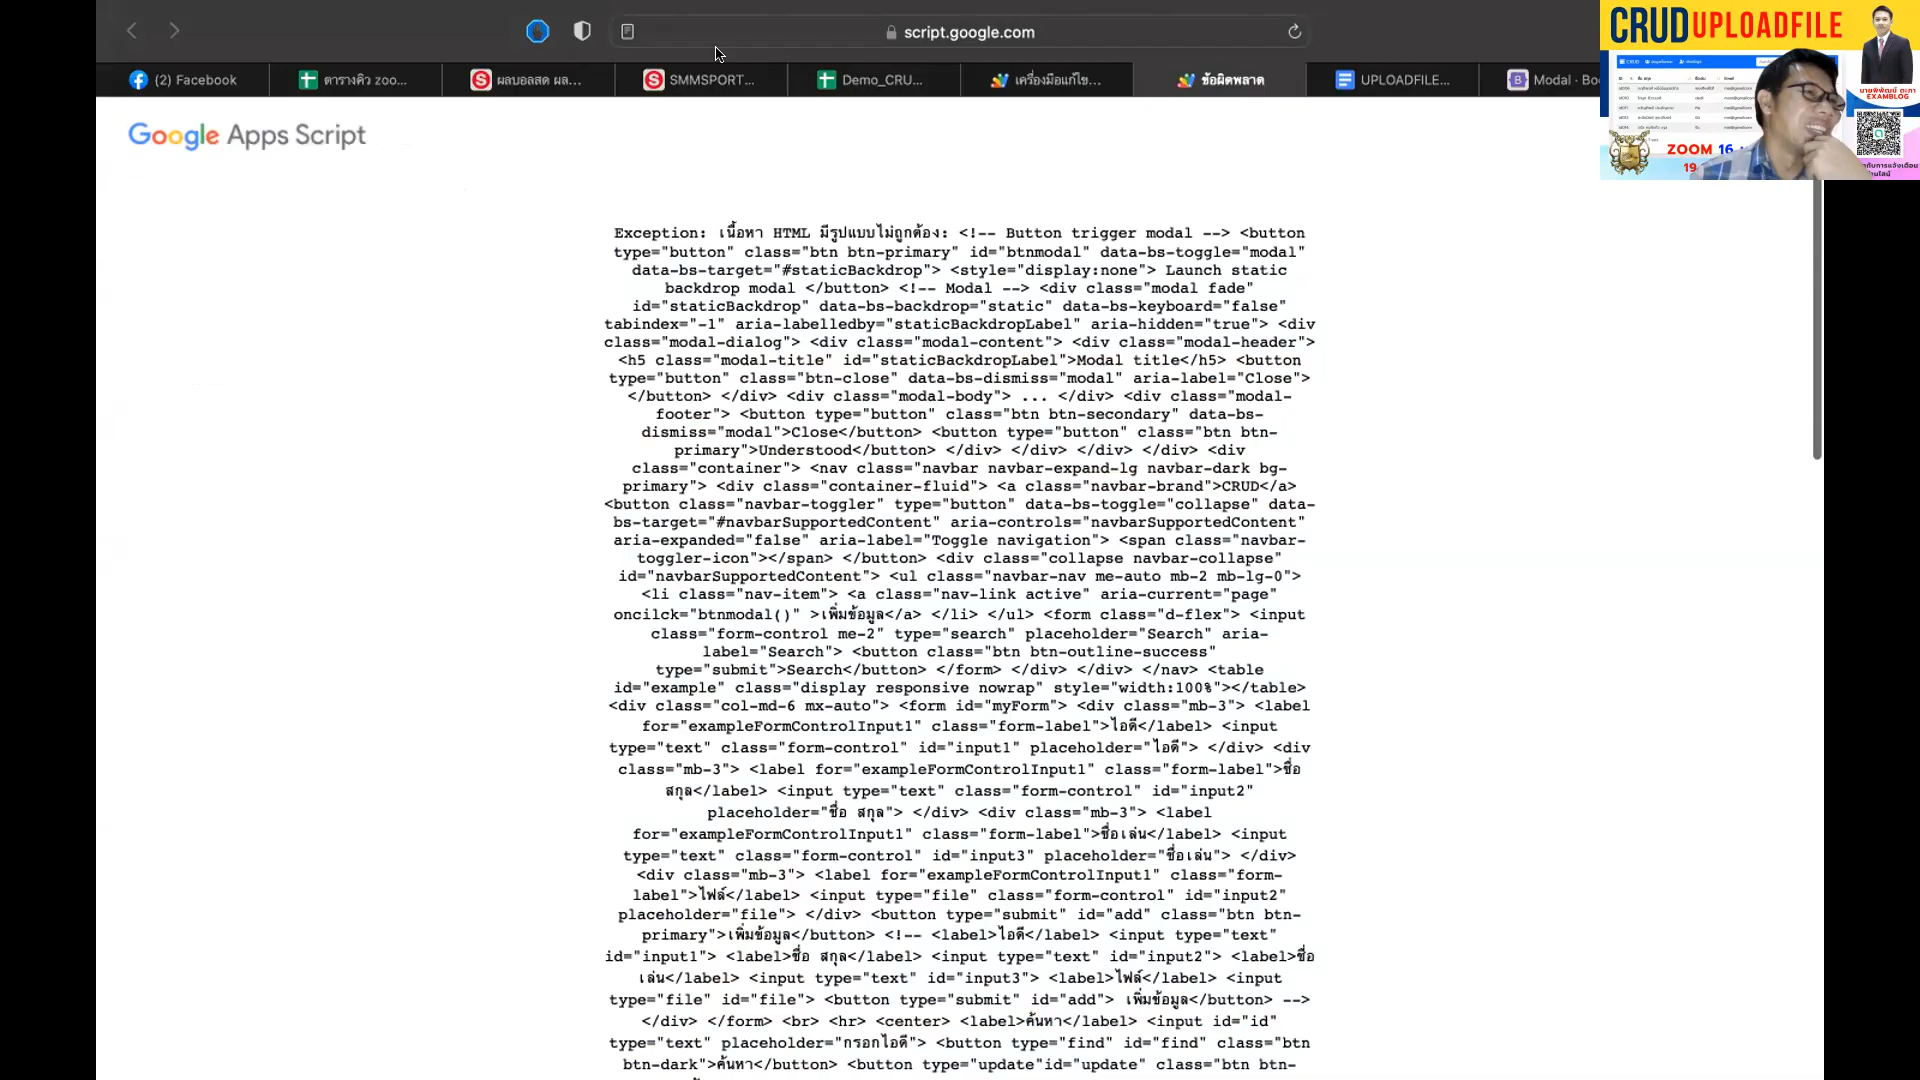 script.google.com
(2) Facebook
ตารางคิว zoo...
ผลบอลสด ผล...
SMMSPORT...
Demo_CRU...
เครื่องมือแก้ไข...
ข้อผิดพลาด
UPLOADFILE...
Modal · Bo
CRUD UPLOADFILE
CRUD
นายพิพัฒน์ ตะภา
EXAMBLOG
ZOOM 16
19
Google Apps Script
Exception: เนื้อหา HTML มีรูปแบบไม่ถูกต้อง: <!-- Button trigger modal --> <button
type="button" class="btn btn-primary" id="btnmodal" data-bs-toggle="modal"
data-bs-target="#staticBackdrop"> <style="display:none"> Launch static
backdrop modal </button> <!-- Modal --> <div class="modal fade"
id="staticBackdrop" data-bs-backdrop="static" data-bs-keyboard="false"
tabindex="-1" aria-labelledby="staticBackdropLabel" aria-hidden="true"> <div
class="modal-dialog"> <div class="modal-content"> <div class="modal-header">
<h5 class="modal-title" id="staticBackdropLabel">Modal title</h5> <button
type="button" class="btn-close" data-bs-dismiss="modal" aria-label="Close">
</button> </div> <div class="modal-body"> ... </div> <div class="modal-
footer"> <button type="button" class="btn btn-secondary" data-bs-
dismiss="modal">Close</button> <button type="button" class="btn btn-
primary">Understood</button> </div> </div> </div> </div> <div
class="container"> <nav class="navbar navbar-expand-lg navbar-dark bg-
primary"> <div class="container-fluid"> <a class="navbar-brand">CRUD</a>
<button class="navbar-toggler" type="button" data-bs-toggle="collapse" data-
bs-target="#navbarSupportedContent" aria-controls="navbarSupportedContent"
aria-expanded="false" aria-label="Toggle navigation"> <span class="navbar-
toggler-icon"></span> </button> <div class="collapse navbar-collapse"
id="navbarSupportedContent"> <ul class="navbar-nav me-auto mb-2 mb-lg-0">
<li class="nav-item"> <a class="nav-link active" aria-current="page"
oncilck="btnmodal()" >เพิ่มข้อมูล</a> </li> </ul> <form class="d-flex"> <input
class="form-control me-2" type="search" placeholder="Search" aria-
label="Search"> <button class="btn btn-outline-success"
type="submit">Search</button> </form> </div> </div> </nav> <table
id="example" class="display responsive nowrap" style="width:100%"></table>
<div class="col-md-6 mx-auto"> <form id="myForm"> <div class="mb-3"> <label
for="exampleFormControlInput1" class="form-label">ไอดี</label> <input
type="text" class="form-control" id="input1" placeholder="ไอดี"> </div> <div
class="mb-3"> <label for="exampleFormControlInput1" class="form-label">ชื่อ
สกุล</label> <input type="text" class="form-control" id="input2"
placeholder="ชื่อ สกุล"> </div> <div class="mb-3"> <label
for="exampleFormControlInput1" class="form-label">ชื่อเล่น</label> <input
type="text" class="form-control" id="input3" placeholder="ชื่อเล่น"> </div>
<div class="mb-3"> <label for="exampleFormControlInput1" class="form-
label">ไฟล์</label> <input type="file" class="form-control" id="input2"
placeholder="file"> </div> <button type="submit" id="add" class="btn btn-
primary">เพิ่มข้อมูล</button> <!-- <label>ไอดี</label> <input type="text"
id="input1"> <label>ชื่อ สกุล</label> <input type="text" id="input2"> <label>ชื่อ
เล่น</label> <input type="text" id="input3"> <label>ไฟล์</label> <input
type="file" id="file"> <button type="submit" id="add"> เพิ่มข้อมูล</button> -->
</div> </form> <br> <hr> <center> <label>ค้นหา</label> <input id="id"
type="text" placeholder="กรอกไอดี"> <button type="find" id="find" class="btn
btn-dark">ค้นหา</button> <button type="update"id="update" class="btn btn-